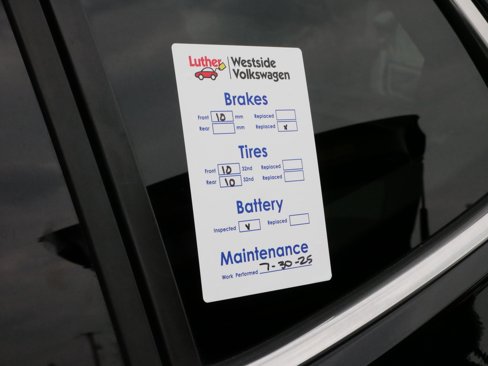 Luther Westside
Volkswagen
Brakes
Front 10 mm Replaced
Rear mm Replaced x
Tires
Front 10 32nd Replaced
Rear 10 32nd Replaced
Battery
Inspected v Replaced
Maintenance
Work Performed 7-30-25